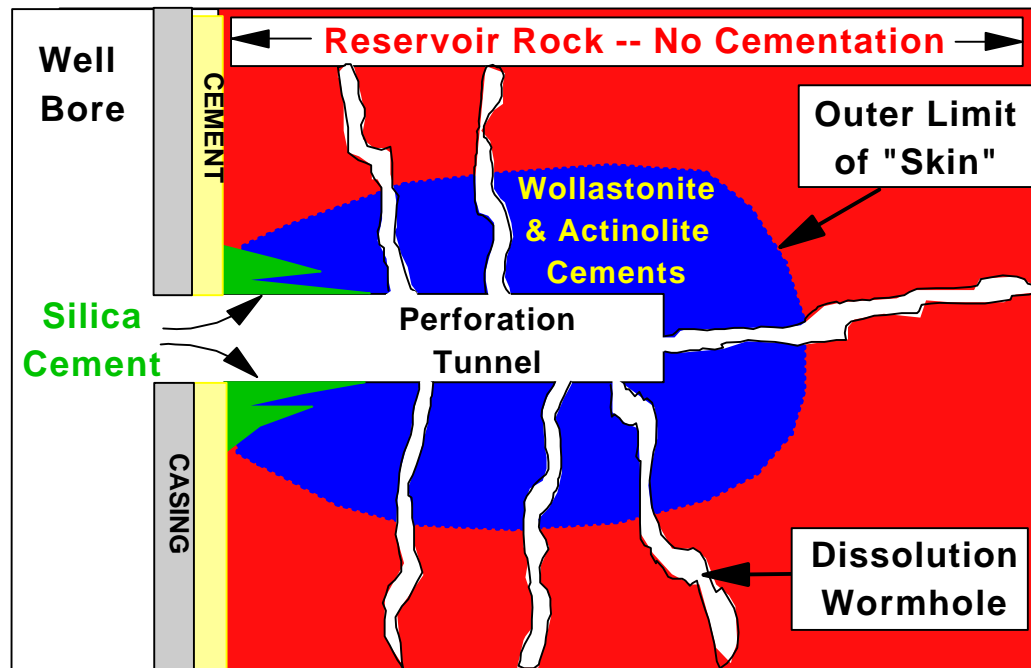 Reservoir Rock -- No Cementation
Well
Bore
CEMENT
Outer Limit
of "Skin"
Wollastonite
& Actinolite
Cements
Silica
Cement
Perforation
Tunnel
CASING
Dissolution
Wormhole